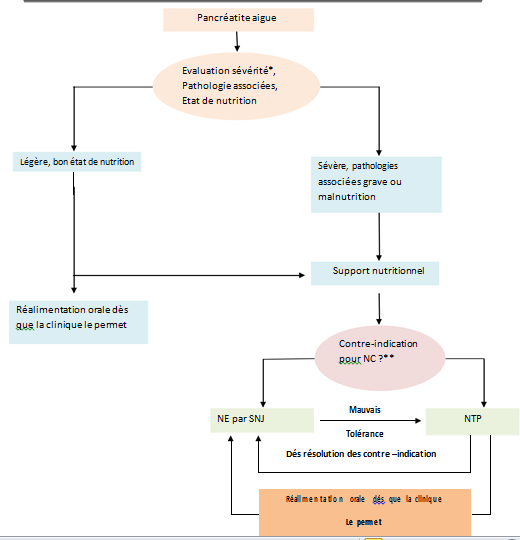 Pancréatite aigue
Evaluation sévérité*,
Pathologie associées,
Etat de nutrition
Légère, bon état de nutrition
Sévère, pathologies
associées grave ou
malnutrition
Support nutritionnel
Réalimentation orale dès
que la clinique le permet
Contre-indication
pour NC ?**
NE par SNJ
Mauvais
Tolérance
NTP
Dés résolution des contre –indication
Réalimentation orale dés que la clinique
Le permet